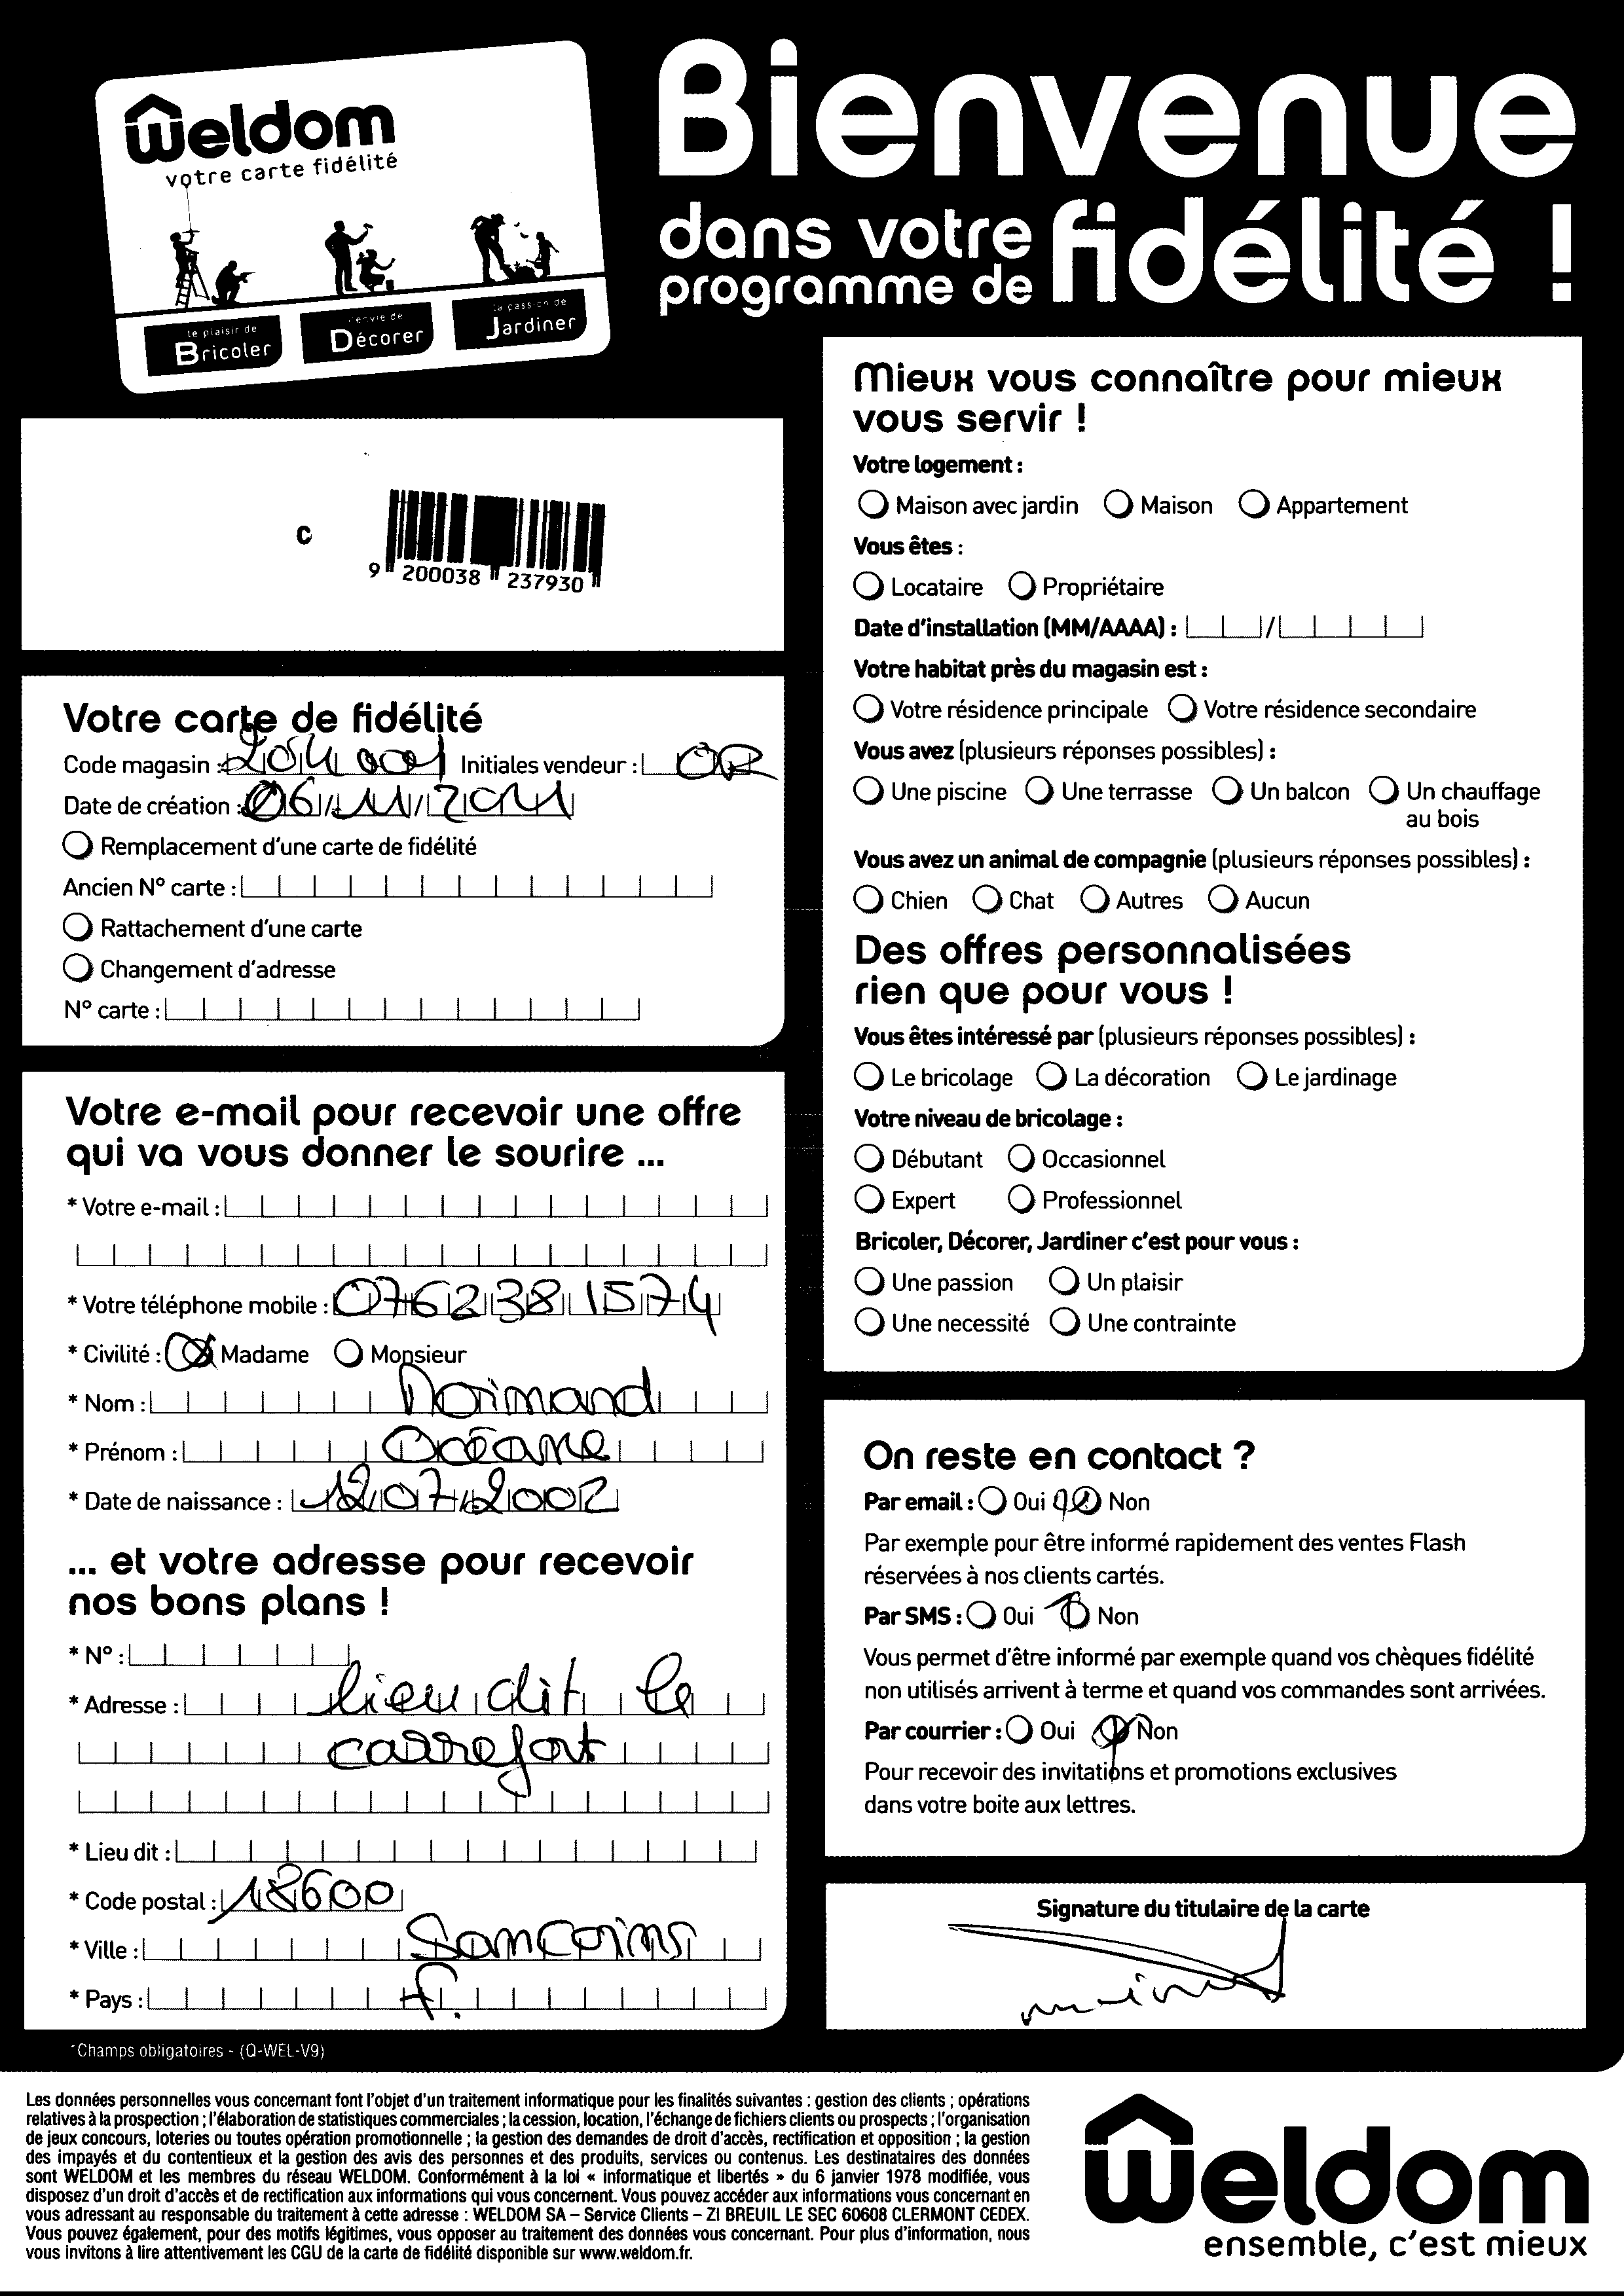 weldom
votre carte fidélité
le plaisir de
Bricoler
l'envie de
Décorer
la passion de
Jardiner
Bienvenue
dans votre
programme de fidélité !
C
9 200038 237930
Votre carte de fidélité
Code magasin : 254 001 Initiales vendeur : OR
Date de création : 06/11/2021
Remplacement d'une carte de fidélité
Ancien N° carte :
Rattachement d'une carte
Changement d'adresse
N° carte :
Votre e-mail pour recevoir une offre
qui va vous donner le sourire ...
* Votre e-mail :
* Votre téléphone mobile : 0762381574
* Civilité : Madame Monsieur
* Nom : Normand
* Prénom : Océane
* Date de naissance : 12/07/2002
... et votre adresse pour recevoir
nos bons plans !
* N° :
* Adresse : lieu dit le
carrefort
* Lieu dit :
* Code postal : 18600
* Ville : Sancoins
* Pays : f.
*Champs obligatoires - (Q-WEL-V9)
Mieux vous connaître pour mieux
vous servir !
Votre logement :
Maison avec jardin Maison Appartement
Vous êtes :
Locataire Propriétaire
Date d'installation (MM/AAAA) : /
Votre habitat près du magasin est :
Votre résidence principale Votre résidence secondaire
Vous avez (plusieurs réponses possibles) :
Une piscine Une terrasse Un balcon Un chauffage
au bois
Vous avez un animal de compagnie (plusieurs réponses possibles) :
Chien Chat Autres Aucun
Des offres personnalisées
rien que pour vous !
Vous êtes intéressé par (plusieurs réponses possibles) :
Le bricolage La décoration Le jardinage
Votre niveau de bricolage :
Débutant Occasionnel
Expert Professionnel
Bricoler, Décorer, Jardiner c'est pour vous :
Une passion Un plaisir
Une necessité Une contrainte
On reste en contact ?
Par email : Oui Non
Par exemple pour être informé rapidement des ventes Flash
réservées à nos clients cartés.
Par SMS : Oui Non
Vous permet d'être informé par exemple quand vos chèques fidélité
non utilisés arrivent à terme et quand vos commandes sont arrivées.
Par courrier : Oui Non
Pour recevoir des invitations et promotions exclusives
dans votre boite aux lettres.
Signature du titulaire de la carte
Les données personnelles vous concernant font l'objet d'un traitement informatique pour les finalités suivantes : gestion des clients ; opérations
relatives à la prospection ; l'élaboration de statistiques commerciales ; la cession, location, l'échange de fichiers clients ou prospects ; l'organisation
de jeux concours, loteries ou toutes opération promotionnelle ; la gestion des demandes de droit d'accès, rectification et opposition ; la gestion
des impayés et du contentieux et la gestion des avis des personnes et des produits, services ou contenus. Les destinataires des données
sont WELDOM et les membres du réseau WELDOM. Conformément à la loi « informatique et libertés » du 6 janvier 1978 modifiée, vous
disposez d'un droit d'accès et de rectification aux informations qui vous concernent. Vous pouvez accéder aux informations vous concernant en
vous adressant au responsable du traitement à cette adresse : WELDOM SA – Service Clients – ZI BREUIL LE SEC 60608 CLERMONT CEDEX.
Vous pouvez également, pour des motifs légitimes, vous opposer au traitement des données vous concernant. Pour plus d'information, nous
vous invitons à lire attentivement les CGU de la carte de fidélité disponible sur www.weldom.fr.
weldom
ensemble, c'est mieux